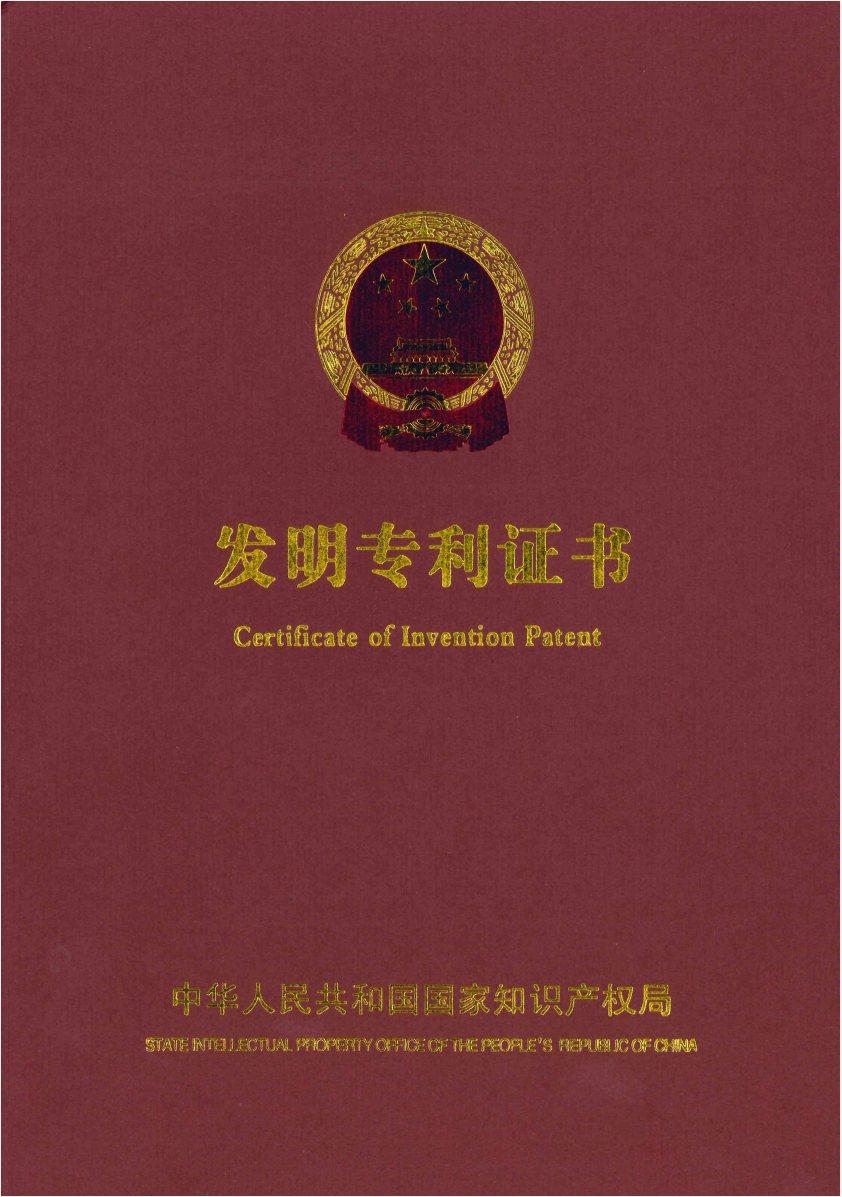 发明专利证书
Certificate of Invention Patent
中华人民共和国国家知识产权局
STATE INTELLECTUAL PROPERTY OFFICE OF THE PEOPLE'S REPUBLIC OF CHINA